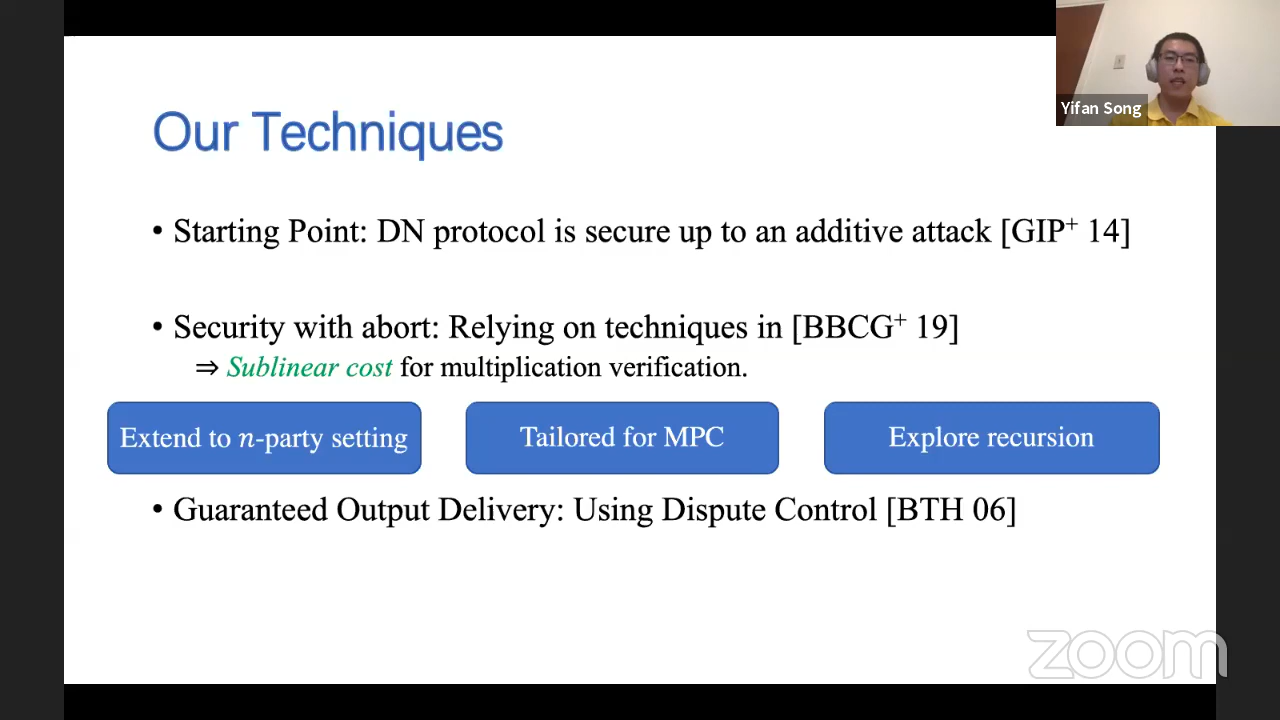 Yifan Song
Our Techniques
• Starting Point: DN protocol is secure up to an additive attack [GIP⁺ 14]
• Security with abort: Relying on techniques in [BBCG⁺ 19]
⇒ Sublinear cost for multiplication verification.
Extend to n-party setting
Tailored for MPC
Explore recursion
• Guaranteed Output Delivery: Using Dispute Control [BTH 06]
zoom